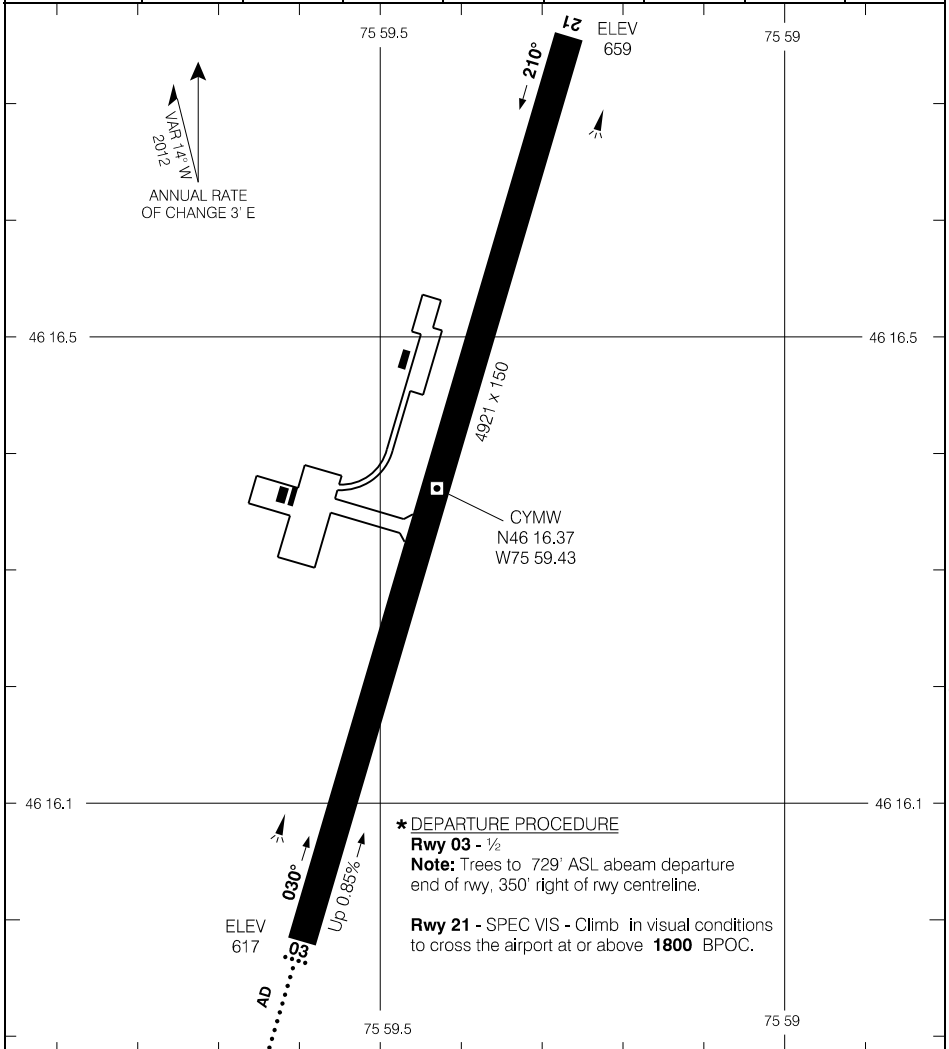 75 59.5
75 59
21
ELEV
659
210°
VAR 14° W
2012
ANNUAL RATE
OF CHANGE 3' E
46 16.5
46 16.5
4921 x 150
CYMW
N46 16.37
W75 59.43
46 16.1
46 16.1
* DEPARTURE PROCEDURE
Rwy 03 - ½
Note: Trees to 729' ASL abeam departure
end of rwy, 350' right of rwy centreline.
Rwy 21 - SPEC VIS - Climb in visual conditions
to cross the airport at or above 1800 BPOC.
030°
Up 0.85%
ELEV
617
03
AD
75 59.5
75 59